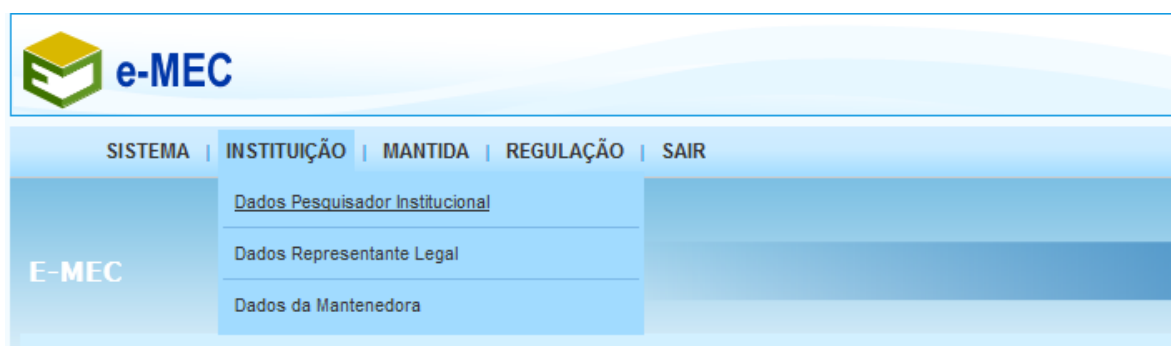 e-MEC
SISTEMA | INSTITUIÇÃO | MANTIDA | REGULAÇÃO | SAIR
Dados Pesquisador Institucional
Dados Representante Legal
E-MEC
Dados da Mantenedora